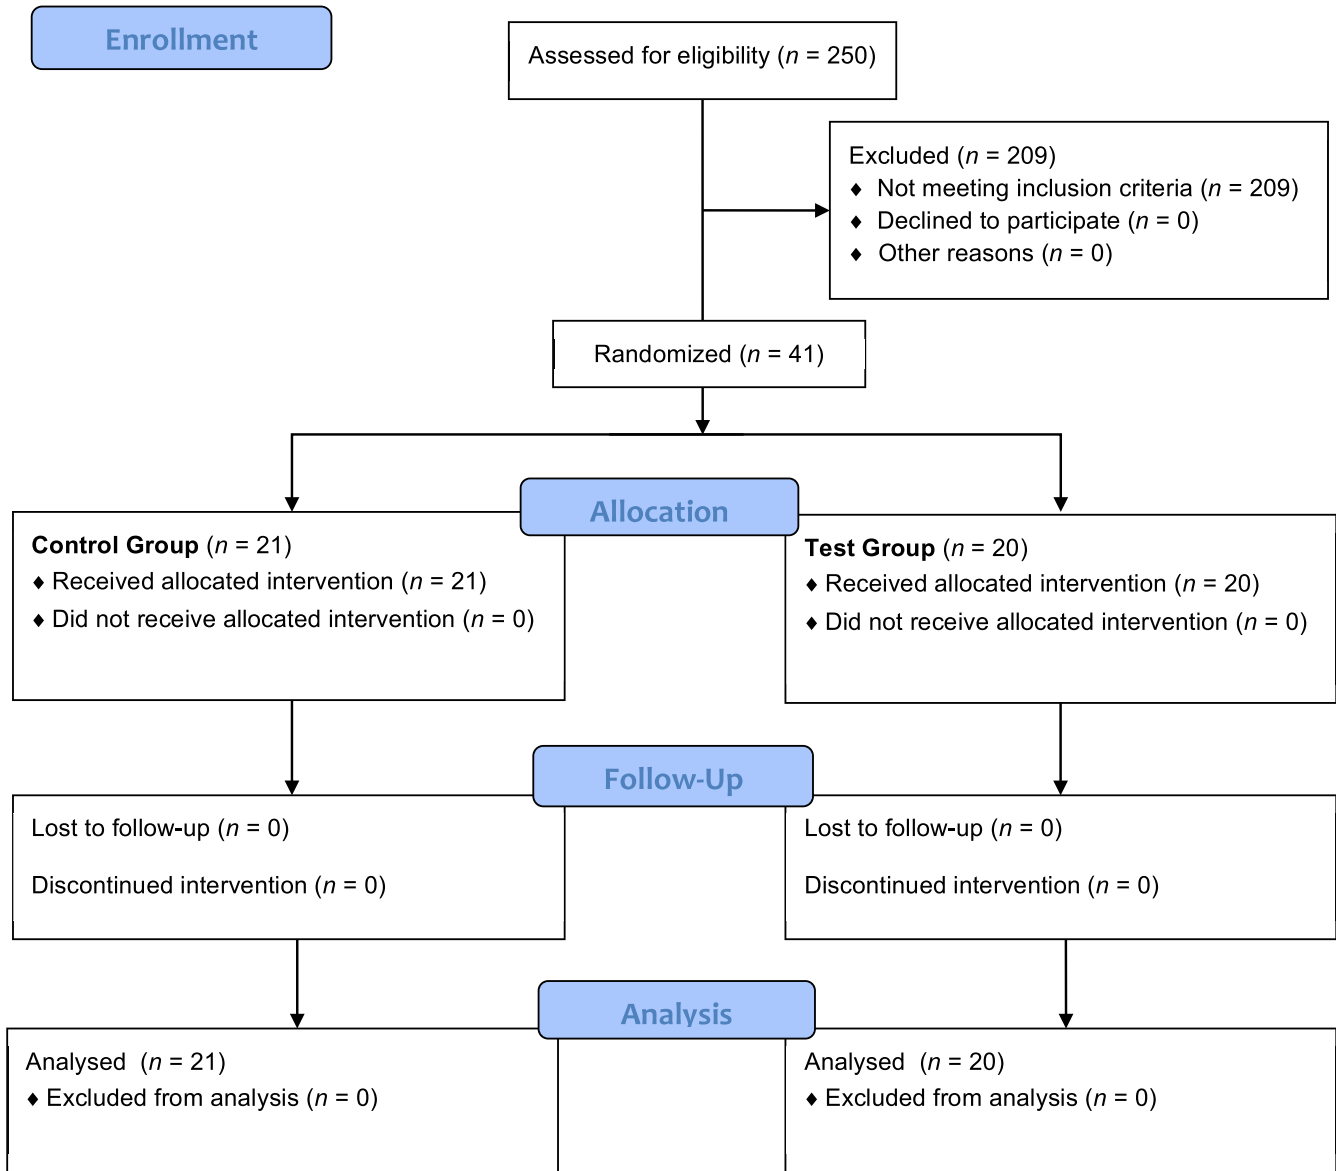 Enrollment
Assessed for eligibility (n = 250)
Excluded (n = 209)
♦ Not meeting inclusion criteria (n = 209)
♦ Declined to participate (n = 0)
♦ Other reasons (n = 0)
Randomized (n = 41)
Allocation
Control Group (n = 21)
♦ Received allocated intervention (n = 21)
♦ Did not receive allocated intervention (n = 0)
Test Group (n = 20)
♦ Received allocated intervention (n = 20)
♦ Did not receive allocated intervention (n = 0)
Follow-Up
Lost to follow-up (n = 0)
Discontinued intervention (n = 0)
Lost to follow-up (n = 0)
Discontinued intervention (n = 0)
Analysis
Analysed (n = 21)
♦ Excluded from analysis (n = 0)
Analysed (n = 20)
♦ Excluded from analysis (n = 0)